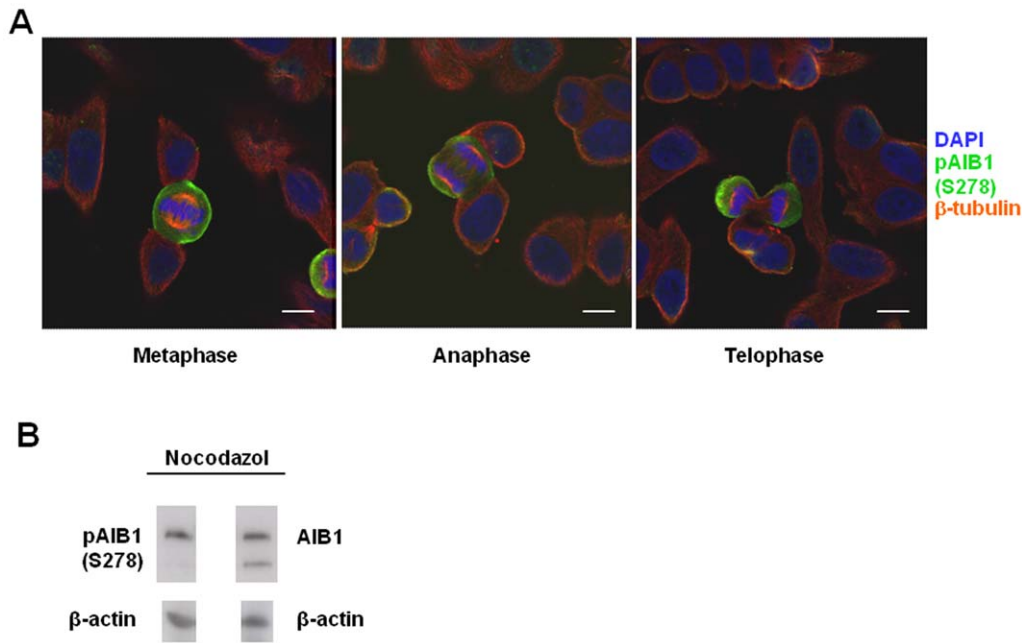 A
DAPI
pAIB1
(S278)
β-tubulin
Metaphase
Anaphase
Telophase
B
Nocodazol
pAIB1
(S278)
AIB1
β-actin
β-actin